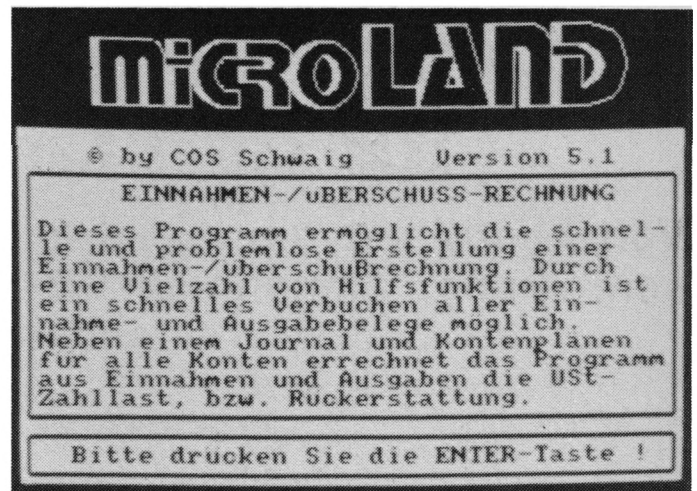 MiCROLAND
© by COS Schwaig Version 5.1
EINNAHMEN-/uBERSCHUSS-RECHNUNG
Dieses Programm ermoglicht die schnel-
le und problemlose Erstellung einer
Einnahmen-/uberschußrechnung. Durch
eine Vielzahl von Hilfsfunktionen ist
ein schnelles Verbuchen aller Ein-
nahme- und Ausgabebelege moglich.
Neben einem Journal und Kontenplanen
fur alle Konten errechnet das Programm
aus Einnahmen und Ausgaben die USt-
Zahllast, bzw. Ruckerstattung.
Bitte drucken Sie die ENTER-Taste !